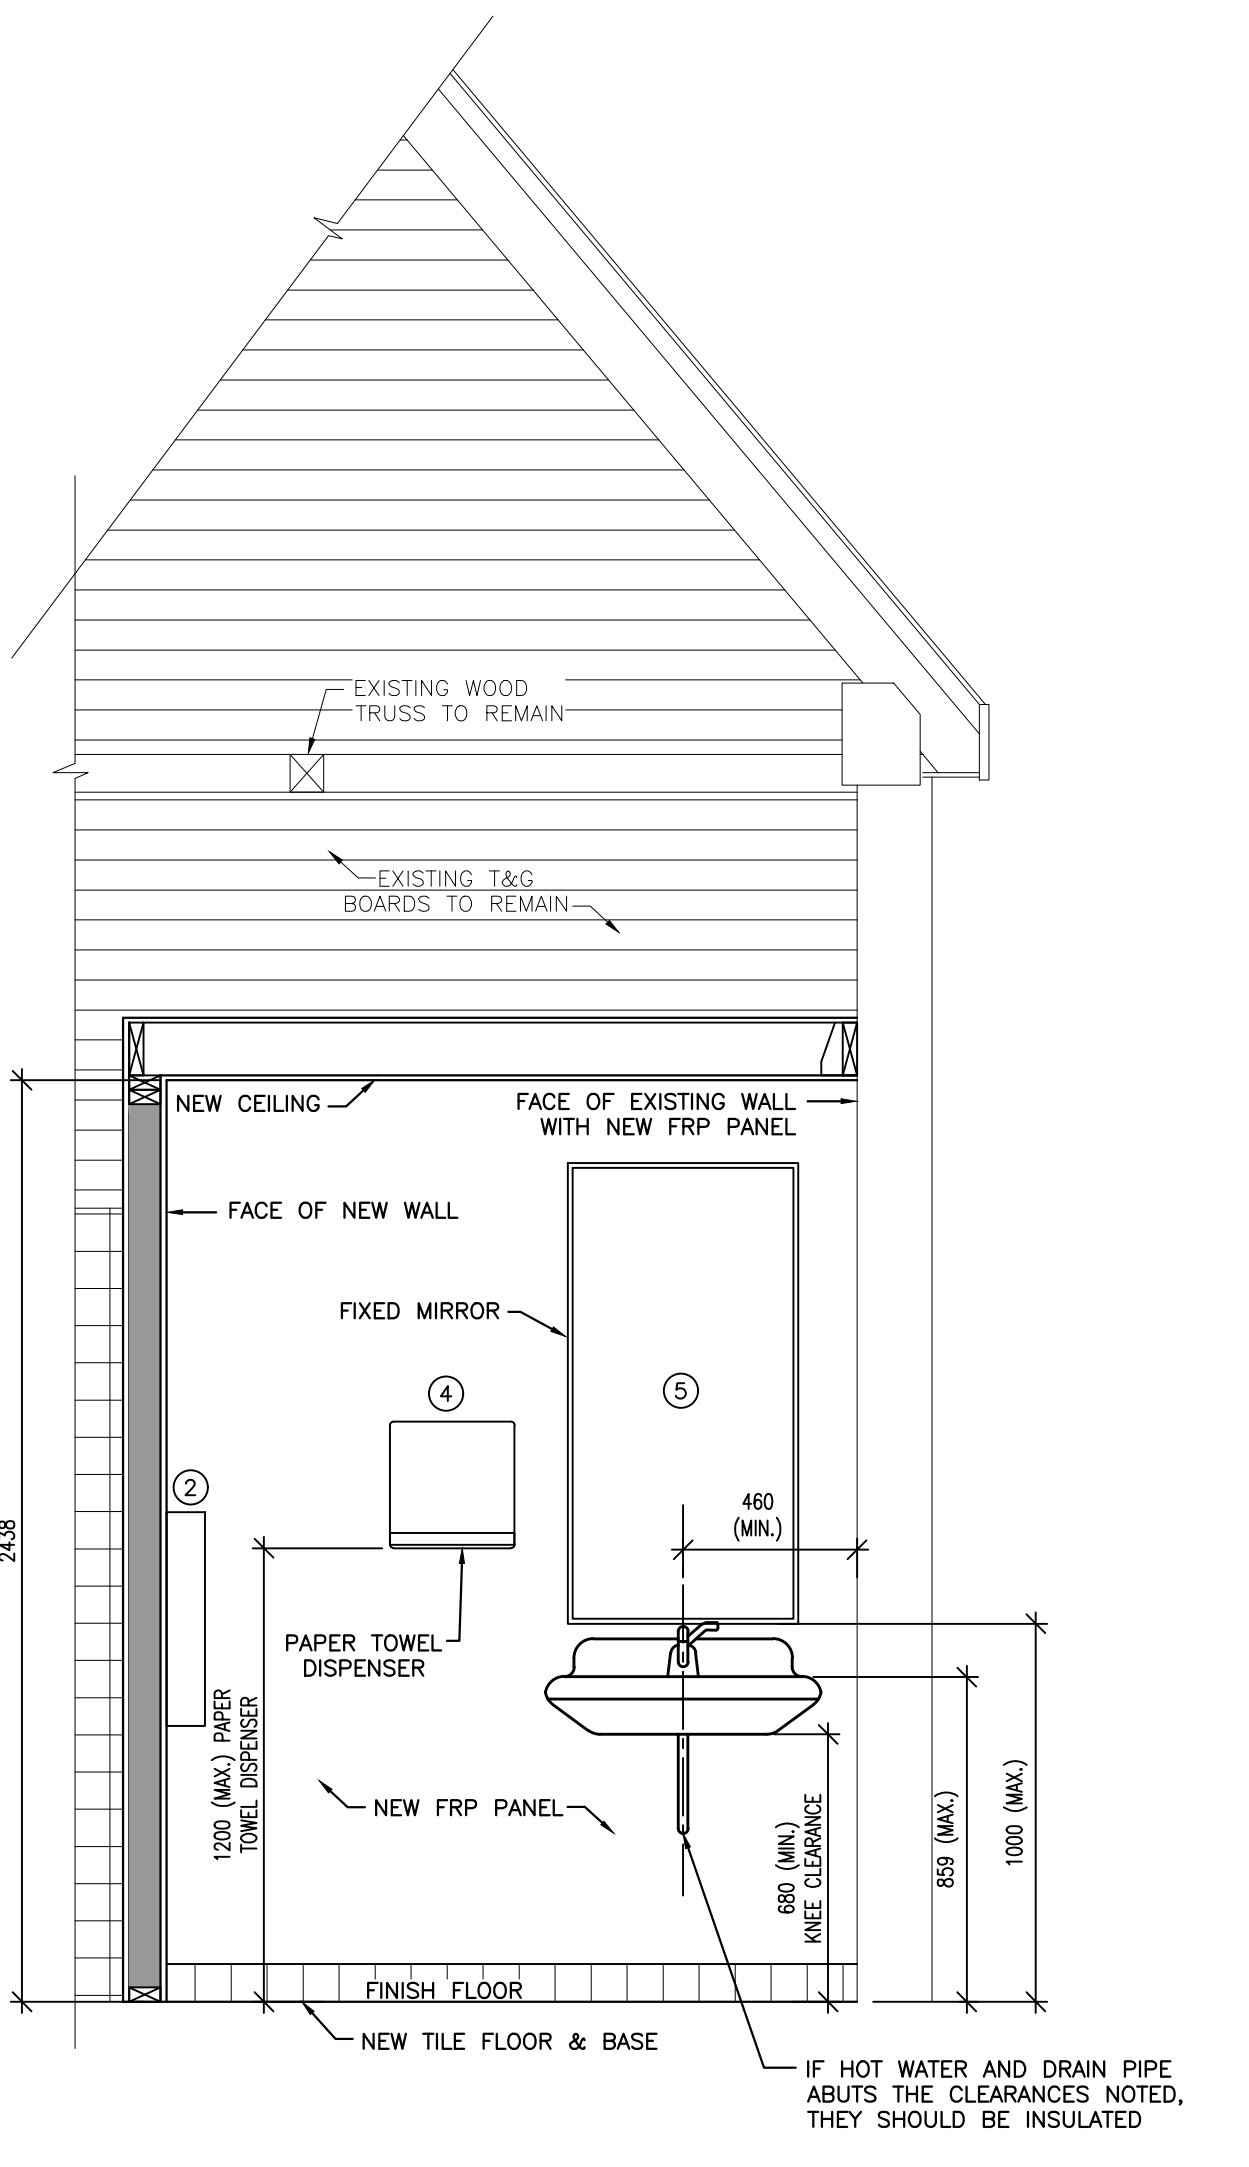 EXISTING WOOD
TRUSS TO REMAIN
EXISTING T&G
BOARDS TO REMAIN
NEW CEILING
FACE OF EXISTING WALL
WITH NEW FRP PANEL
FACE OF NEW WALL
FIXED MIRROR
4
5
2
460
(MIN.)
2438
PAPER TOWEL
DISPENSER
1200 (MAX.) PAPER
TOWEL DISPENSER
NEW FRP PANEL
680 (MIN.)
KNEE CLEARANCE
859 (MAX.)
1000 (MAX.)
FINISH FLOOR
NEW TILE FLOOR & BASE
IF HOT WATER AND DRAIN PIPE
ABUTS THE CLEARANCES NOTED,
THEY SHOULD BE INSULATED